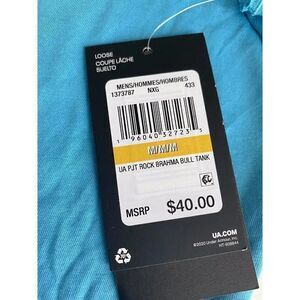 LOOSE
COUPE LÂCHE
SUELTO
MENS/HOMMES/HOMBRES
1373787 NXG 433
1 96040 32723 5
M/M/M
UA PJT ROCK BRAHMA BULL TANK
MSRP $40.00
UA.COM
©2020 Under Armour, Inc.